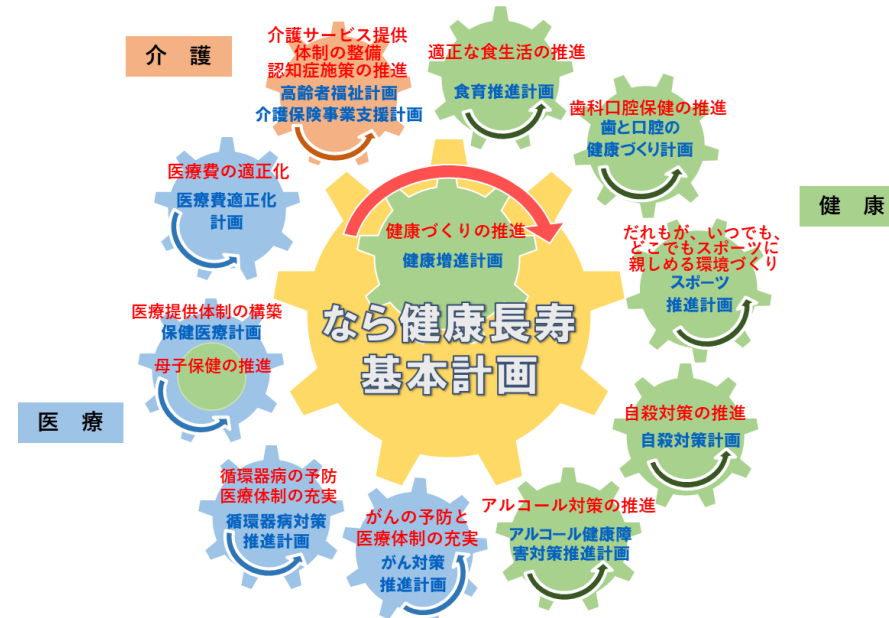 介　護
介護サービス提供
体制の整備
認知症施策の推進
高齢者福祉計画
介護保険事業支援計画
適正な食生活の推進
食育推進計画
歯科口腔保健の推進
歯と口腔の
健康づくり計画
健　康
だれもが、いつでも、
どこでもスポーツに
親しめる環境づくり
スポーツ
推進計画
自殺対策の推進
自殺対策計画
アルコール対策の推進
アルコール健康障
害対策推進計画
がんの予防と
医療体制の充実
がん対策
推進計画
循環器病の予防
医療体制の充実
循環器病対策
推進計画
医　療
医療提供体制の構築
保健医療計画
母子保健の推進
医療費の適正化
医療費適正化
計画
健康づくりの推進
健康増進計画
なら健康長寿
基本計画